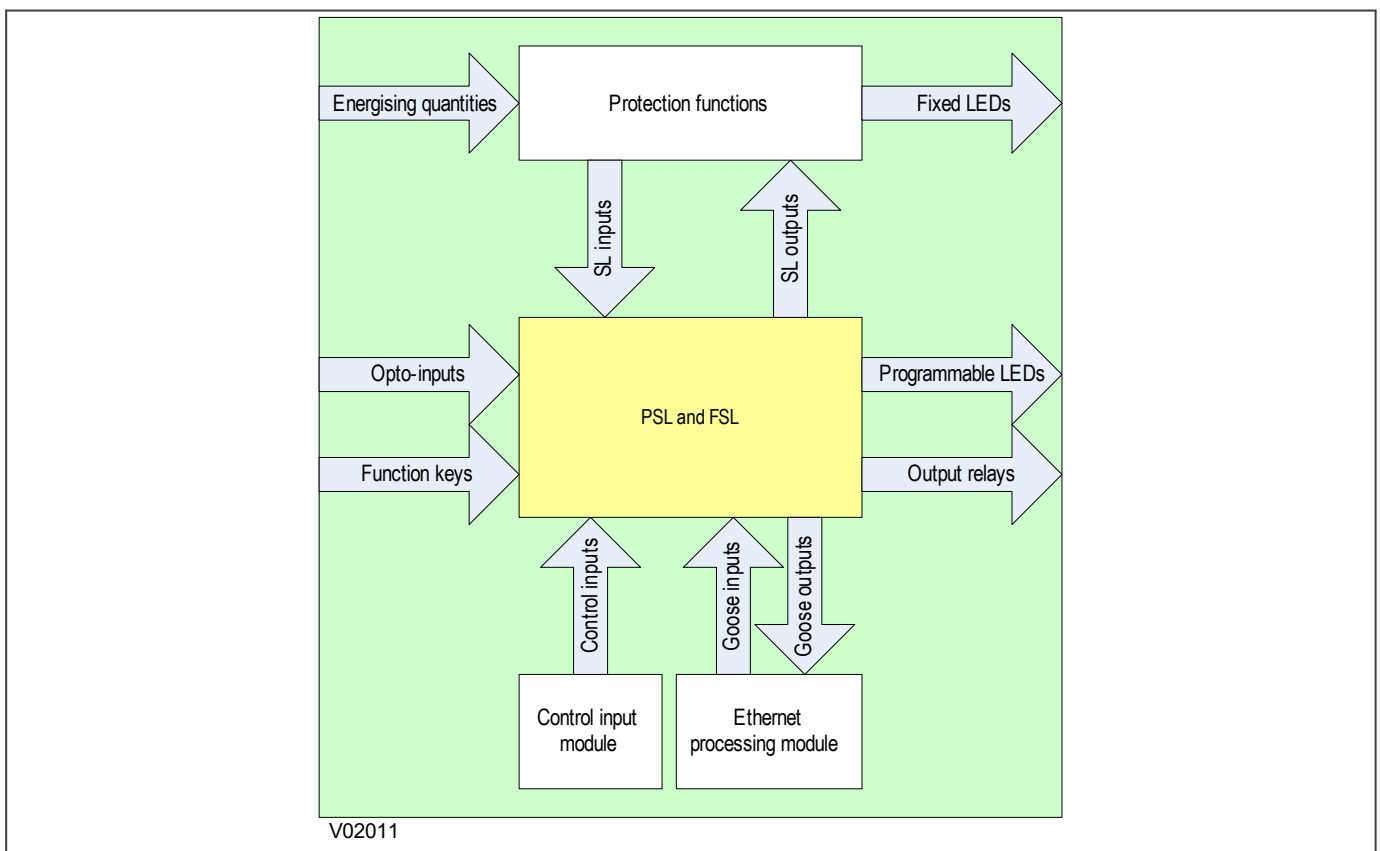 Energising quantities
Protection functions
Fixed LEDs
SL inputs
SL outputs
Opto-inputs
PSL and FSL
Programmable LEDs
Function keys
Output relays
Control inputs
Goose inputs
Goose outputs
Control input
module
Ethernet
processing module
V02011